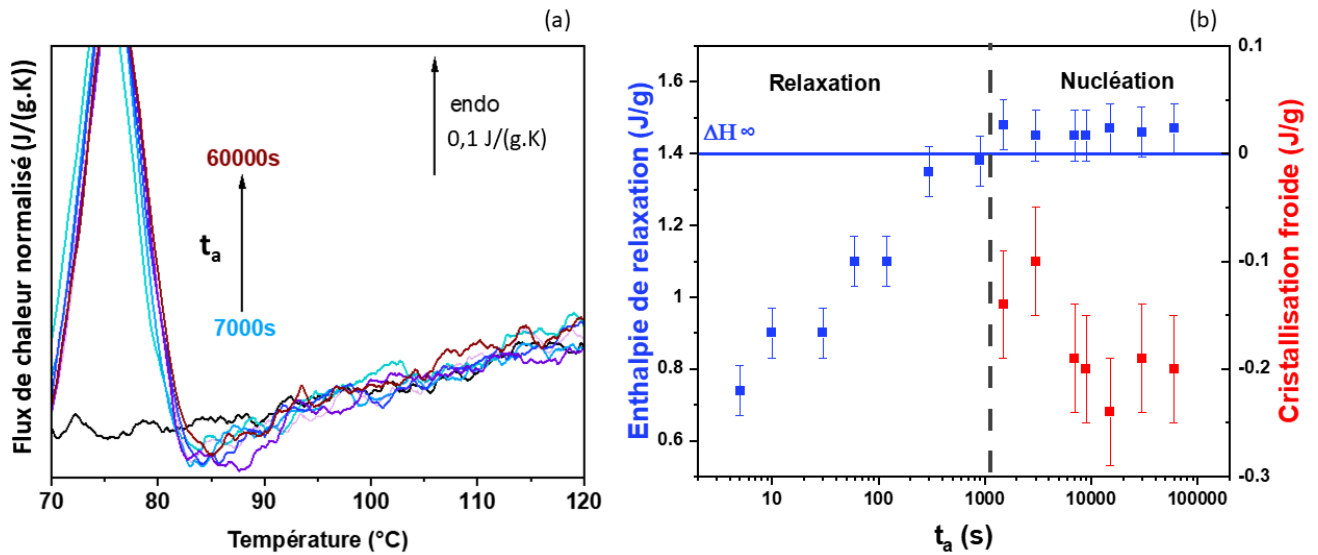 (a)
Flux de chaleur normalisé (J/(g.K))
endo
0,1 J/(g.K)
60000s
tₐ
7000s
70 80 90 100 110 120
Température (°C)
(b)
Enthalpie de relaxation (J/g)
1.6
1.4
1.2
1
0.8
0.6
Relaxation
Nucléation
ΔH∞
10 100 1000 10000 100000
tₐ (s)
0.1
0
-0.1
-0.2
-0.3
Cristallisation froide (J/g)